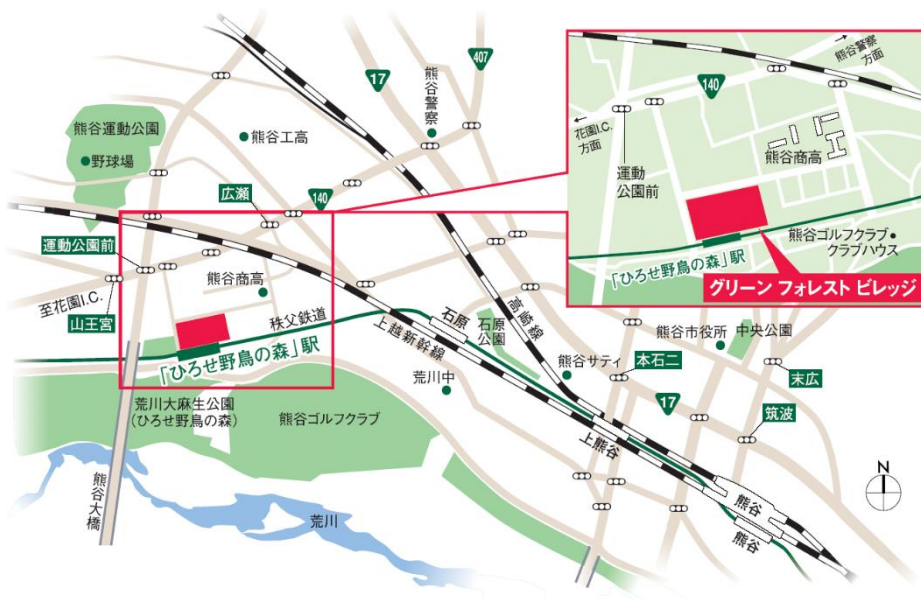 17
407
熊谷警察
熊谷運動公園
野球場
熊谷工高
広瀬
140
運動公園前
至花園I.C.
山王宮
熊谷商高
秩父鉄道
「ひろせ野鳥の森」駅
石原
石原公園
上越新幹線
高崎線
荒川中
荒川大麻生公園
(ひろせ野鳥の森)
熊谷ゴルフクラブ
熊谷大橋
荒川
熊谷サティ
本石二
熊谷市役所
中央公園
末広
17
筑波
上熊谷
熊谷
熊谷
N
熊谷警察
方面
140
花園I.C.
方面
運動
公園前
熊谷商高
熊谷ゴルフクラブ
クラブハウス
「ひろせ野鳥の森」駅
グリーン フォレスト ビレッジ